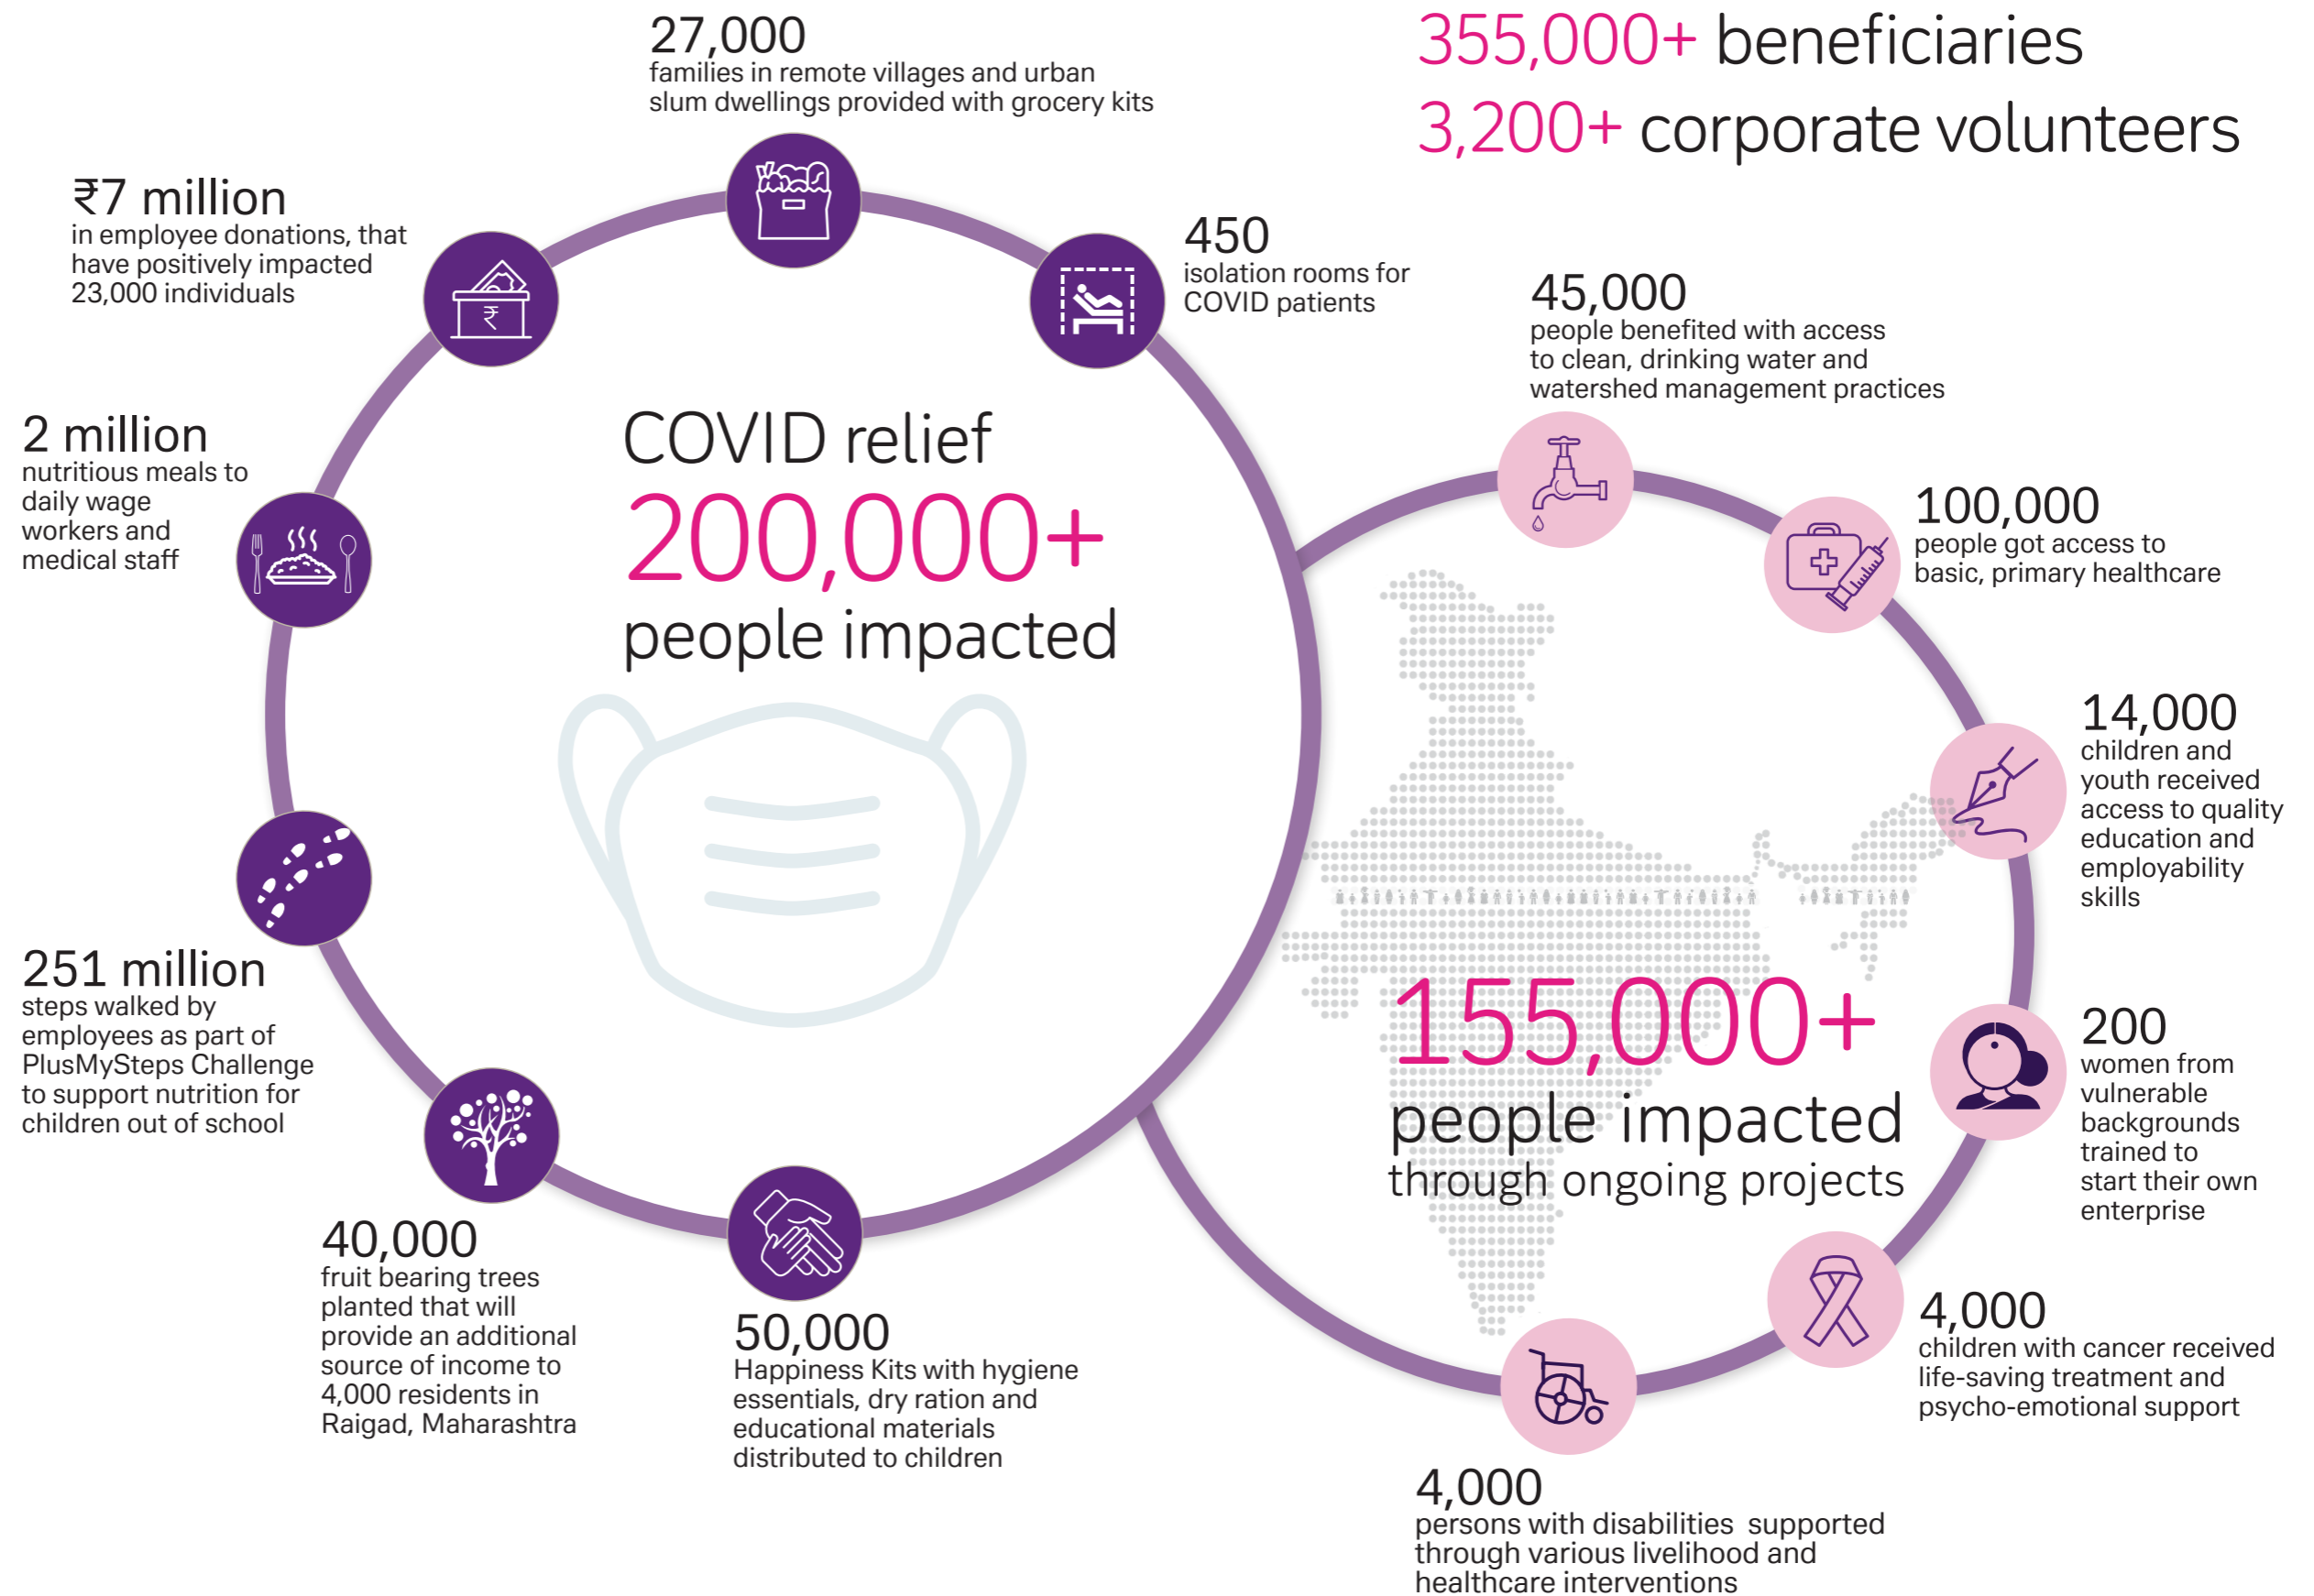 355,000+ beneficiaries
3,200+ corporate volunteers
27,000
families in remote villages and urban
slum dwellings provided with grocery kits
₹7 million
in employee donations, that
have positively impacted
23,000 individuals
450
isolation rooms for
COVID patients
2 million
nutritious meals to
daily wage
workers and
medical staff
COVID relief
200,000+
people impacted
251 million
steps walked by
employees as part of
PlusMySteps Challenge
to support nutrition for
children out of school
40,000
fruit bearing trees
planted that will
provide an additional
source of income to
4,000 residents in
Raigad, Maharashtra
50,000
Happiness Kits with hygiene
essentials, dry ration and
educational materials
distributed to children
₹
45,000
people benefited with access
to clean, drinking water and
watershed management practices
100,000
people got access to
basic, primary healthcare
14,000
children and
youth received
access to quality
education and
employability
skills
155,000+
people impacted
through ongoing projects
200
women from
vulnerable
backgrounds
trained to
start their own
enterprise
4,000
children with cancer received
life-saving treatment and
psycho-emotional support
4,000
persons with disabilities supported
through various livelihood and
healthcare interventions